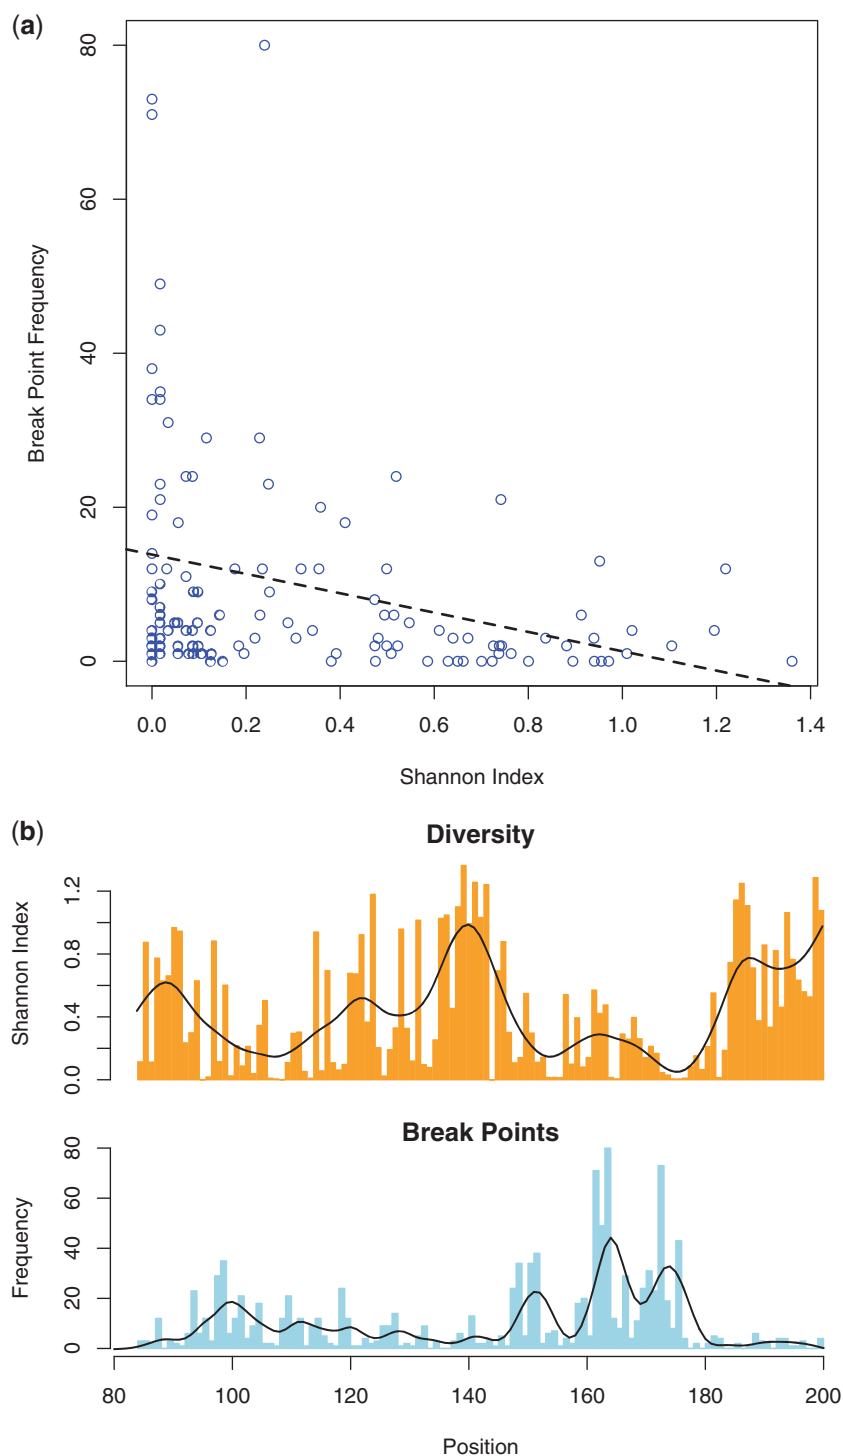 (a)
80
60
40
20
0
Break Point Frequency
0.0 0.2 0.4 0.6 0.8 1.0 1.2 1.4
Shannon Index
(b)
Diversity
1.2
0.8
0.4
0.0
Shannon Index
Break Points
80
60
40
20
0
Frequency
80 100 120 140 160 180 200
Position